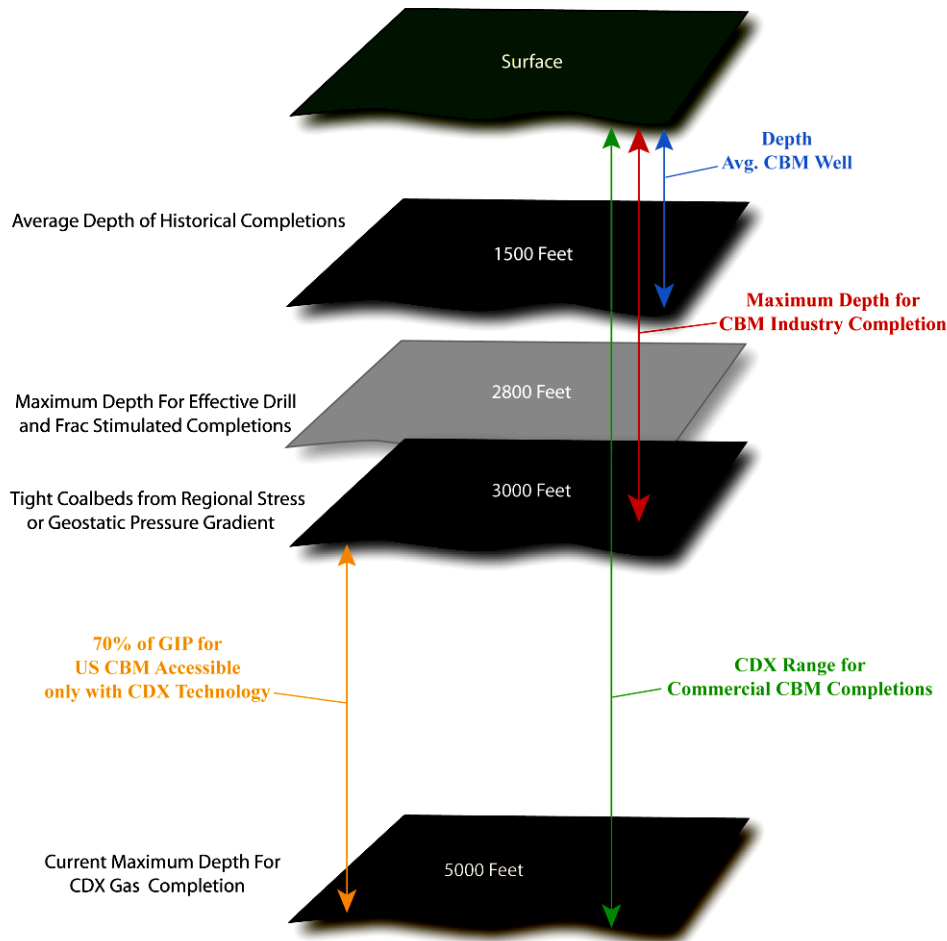 Surface
Depth
Avg. CBM Well
Average Depth of Historical Completions
1500 Feet
Maximum Depth for
CBM Industry Completion
2800 Feet
Maximum Depth For Effective Drill
and Frac Stimulated Completions
3000 Feet
Tight Coalbeds from Regional Stress
or Geostatic Pressure Gradient
70% of GIP for
US CBM Accessible
only with CDX Technology
CDX Range for
Commercial CBM Completions
Current Maximum Depth For
CDX Gas Completion
5000 Feet